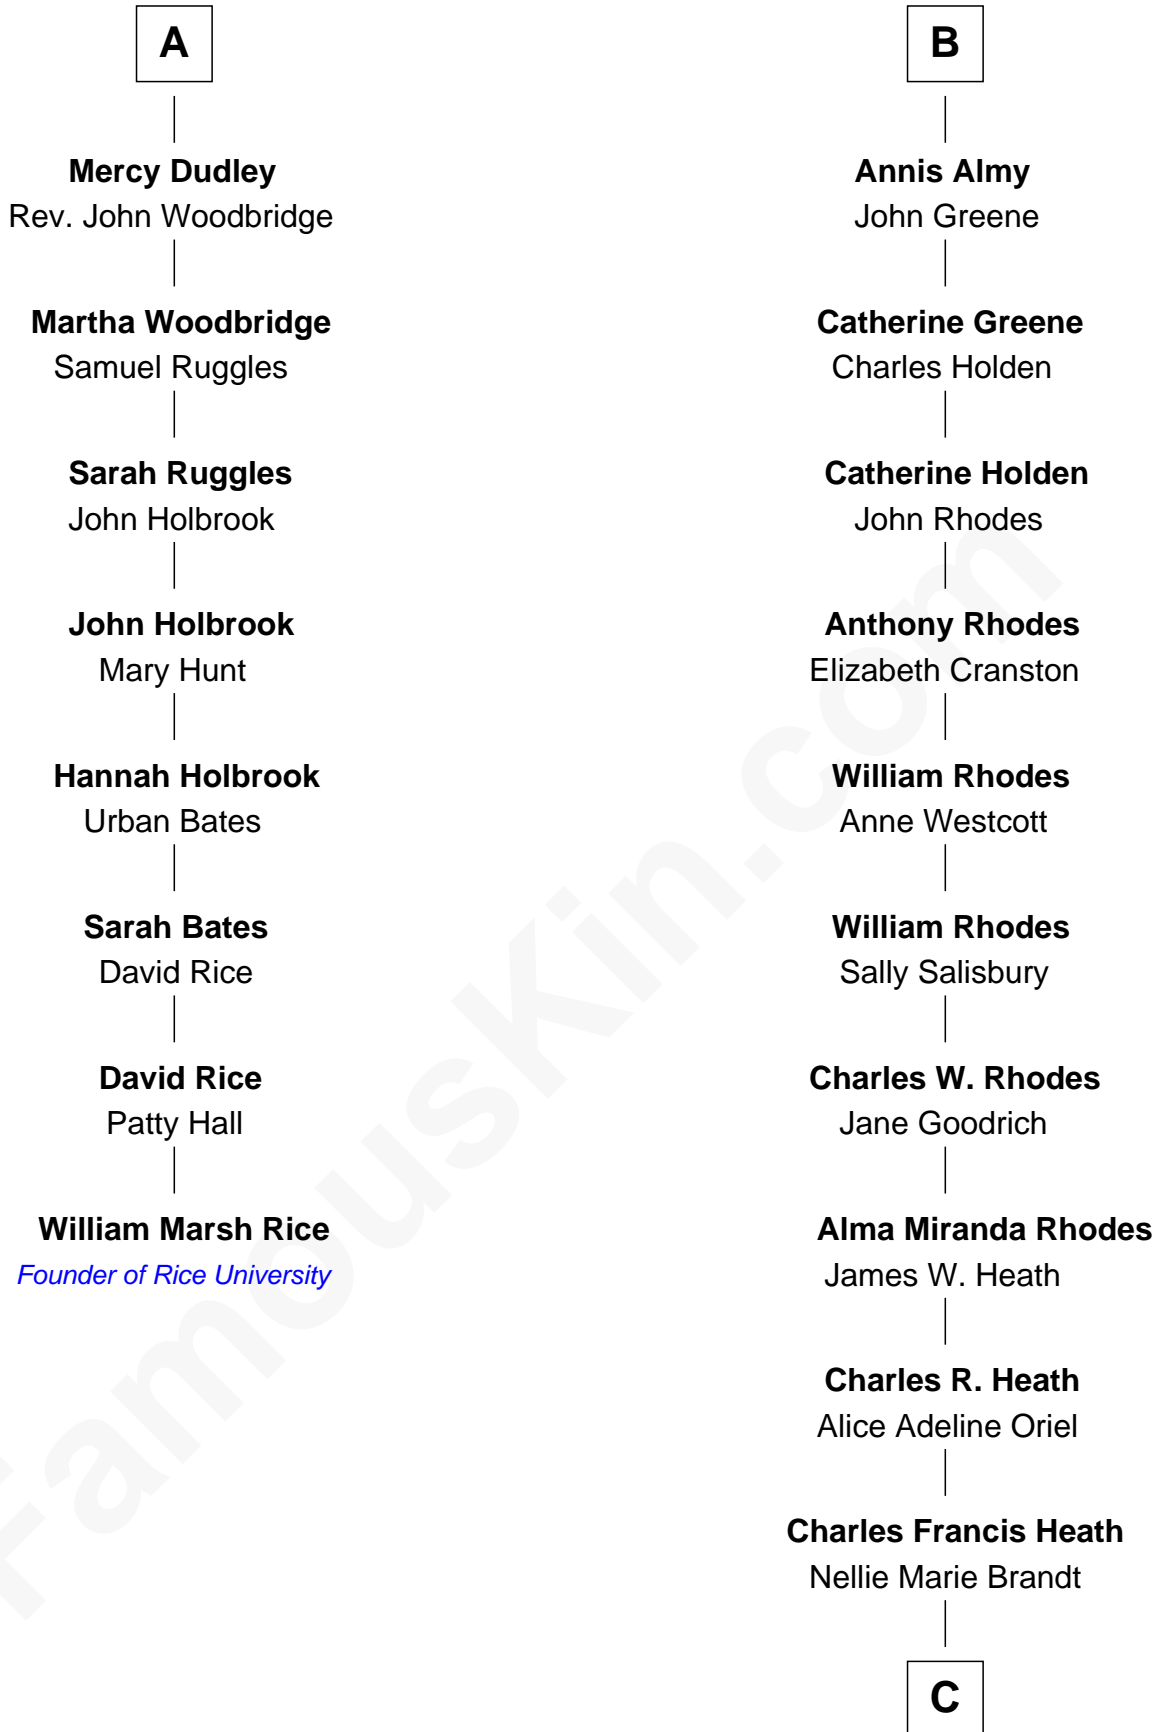 A
Mercy Dudley
Rev. John Woodbridge
Martha Woodbridge
Samuel Ruggles
Sarah Ruggles
John Holbrook
John Holbrook
Mary Hunt
Hannah Holbrook
Urban Bates
Sarah Bates
David Rice
David Rice
Patty Hall
William Marsh Rice
Founder of Rice University
B
Annis Almy
John Greene
Catherine Greene
Charles Holden
Catherine Holden
John Rhodes
Anthony Rhodes
Elizabeth Cranston
William Rhodes
Anne Westcott
William Rhodes
Sally Salisbury
Charles W. Rhodes
Jane Goodrich
Alma Miranda Rhodes
James W. Heath
Charles R. Heath
Alice Adeline Oriel
Charles Francis Heath
Nellie Marie Brandt
C
FamousKin.com